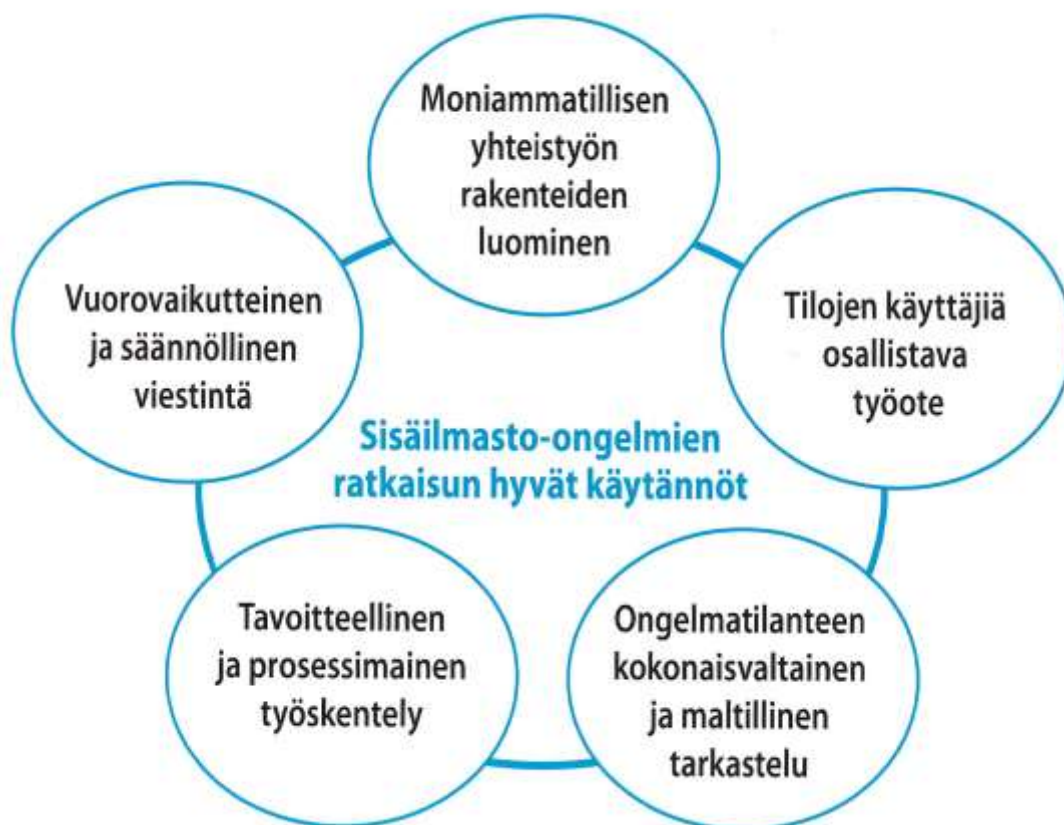 Moniammatillisen
yhteistyön
rakenteiden
luominen
Tilojen käyttäjiä
osallistava
työote
Ongelmatilanteen
kokonaisvaltainen
ja maltillinen
tarkastelu
Tavoitteellinen
ja prosessimainen
työskentely
Vuorovaikutteinen
ja säännöllinen
viestintä
Sisäilmasto-ongelmien
ratkaisun hyvät käytännöt